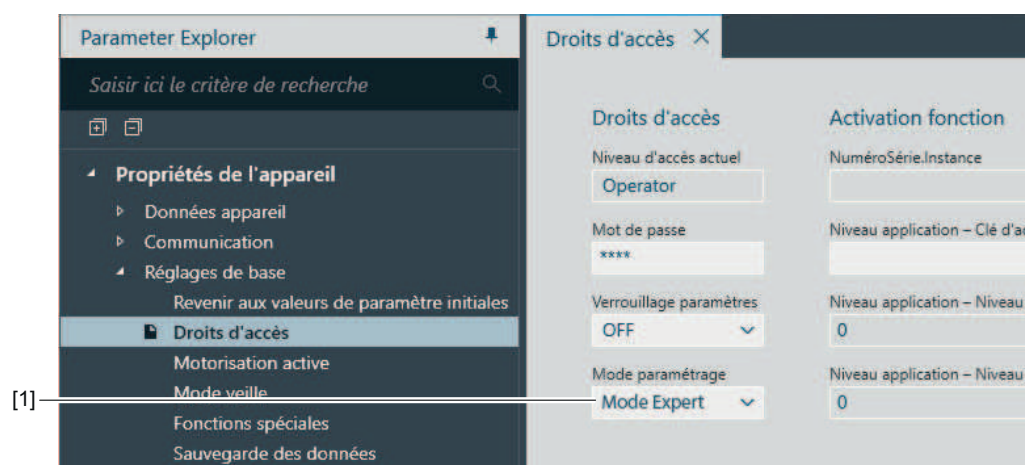 Parameter Explorer
Saisir ici le critère de recherche
Propriétés de l'appareil
Données appareil
Communication
Réglages de base
Revenir aux valeurs de paramètre initiales
Droits d'accès
Motorisation active
Mode veille
Fonctions spéciales
Sauvegarde des données
[1]
Droits d'accès
Droits d'accès
Niveau d'accès actuel
Operator
Mot de passe
****
Verrouillage paramètres
OFF
Mode paramétrage
Mode Expert
Activation fonction
NuméroSérie.Instance
Niveau application – Clé
Niveau application – Niveau
0
Niveau application – Niveau
0